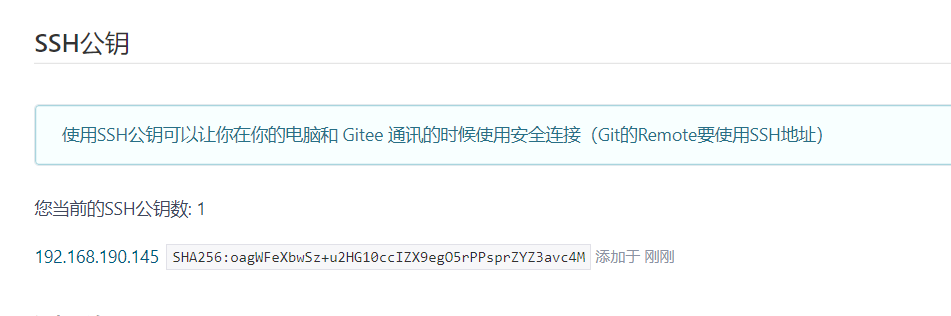 SSH公钥
使用SSH公钥可以让你在你的电脑和 Gitee 通讯的时候使用安全连接（Git的Remote要使用SSH地址）
您当前的SSH公钥数: 1
192.168.190.145 SHA256:oagWFeXbwSz+u2HG10ccIZX9egO5rPPsprZYZ3avc4M 添加于 刚刚